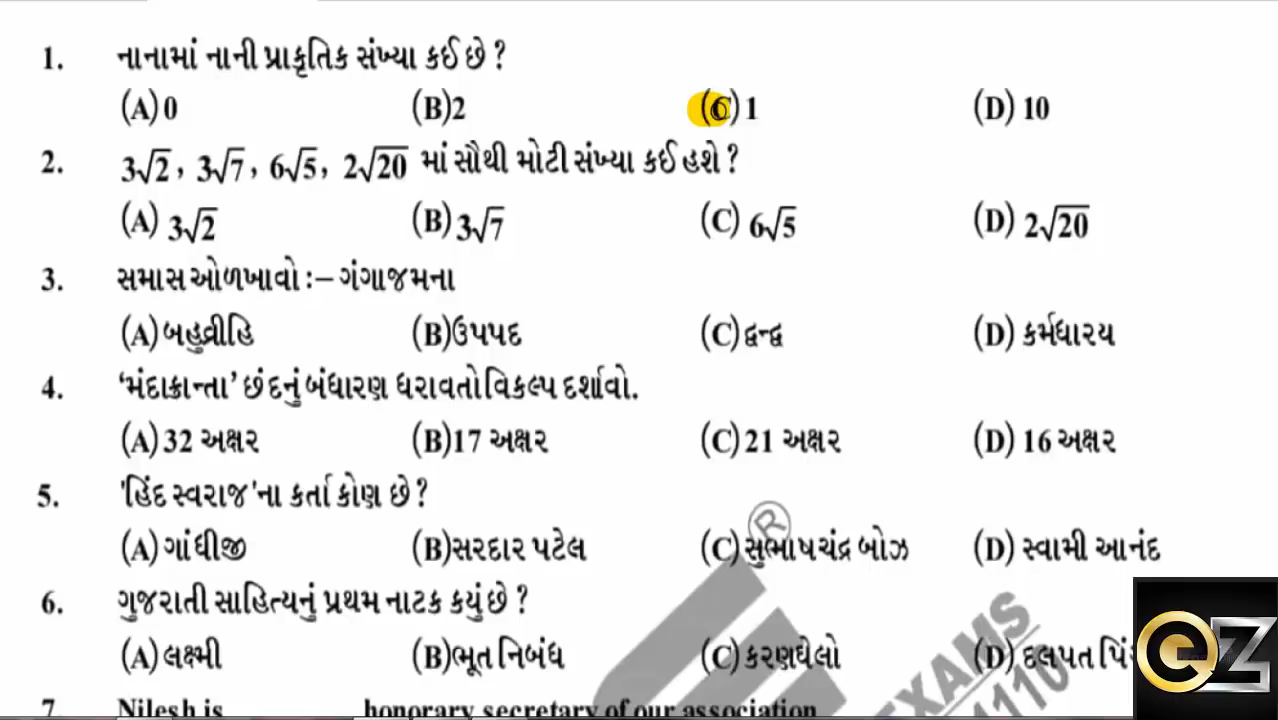 1. નાનામાં નાની પ્રાકૃતિક સંખ્યા કઈ છે ?
(A) 0 (B) 2 (C) 1 (D) 10
2. 3√2, 3√7, 6√5, 2√20 માં સૌથી મોટી સંખ્યા કઈ હશે ?
(A) 3√2 (B) 3√7 (C) 6√5 (D) 2√20
3. સમાસ ઓળખાવો :– ગંગાજમના
(A) બહુવ્રીહિ (B) ઉપપદ (C) દ્વન્દ્વ (D) કર્મધારય
4. ‘મંદાક્રાન્તા’ છંદનું બંધારણ ધરાવતો વિકલ્પ દર્શાવો.
(A) 32 અક્ષર (B) 17 અક્ષર (C) 21 અક્ષર (D) 16 અક્ષર
5. 'હિંદ સ્વરાજ'ના કર્તા કોણ છે ?
(A) ગાંધીજી (B) સરદાર પટેલ (C) સુભાષચંદ્ર બોઝ (D) સ્વામી આનંદ
6. ગુજરાતી સાહિત્યનું પ્રથમ નાટક કયું છે ?
(A) લક્ષ્મી (B) ભૂત નિબંધ (C) કરણઘેલો (D) દલપત
7. Nilesh is ________ honorary secretary of our association
®
EXAMS
1110
eZ